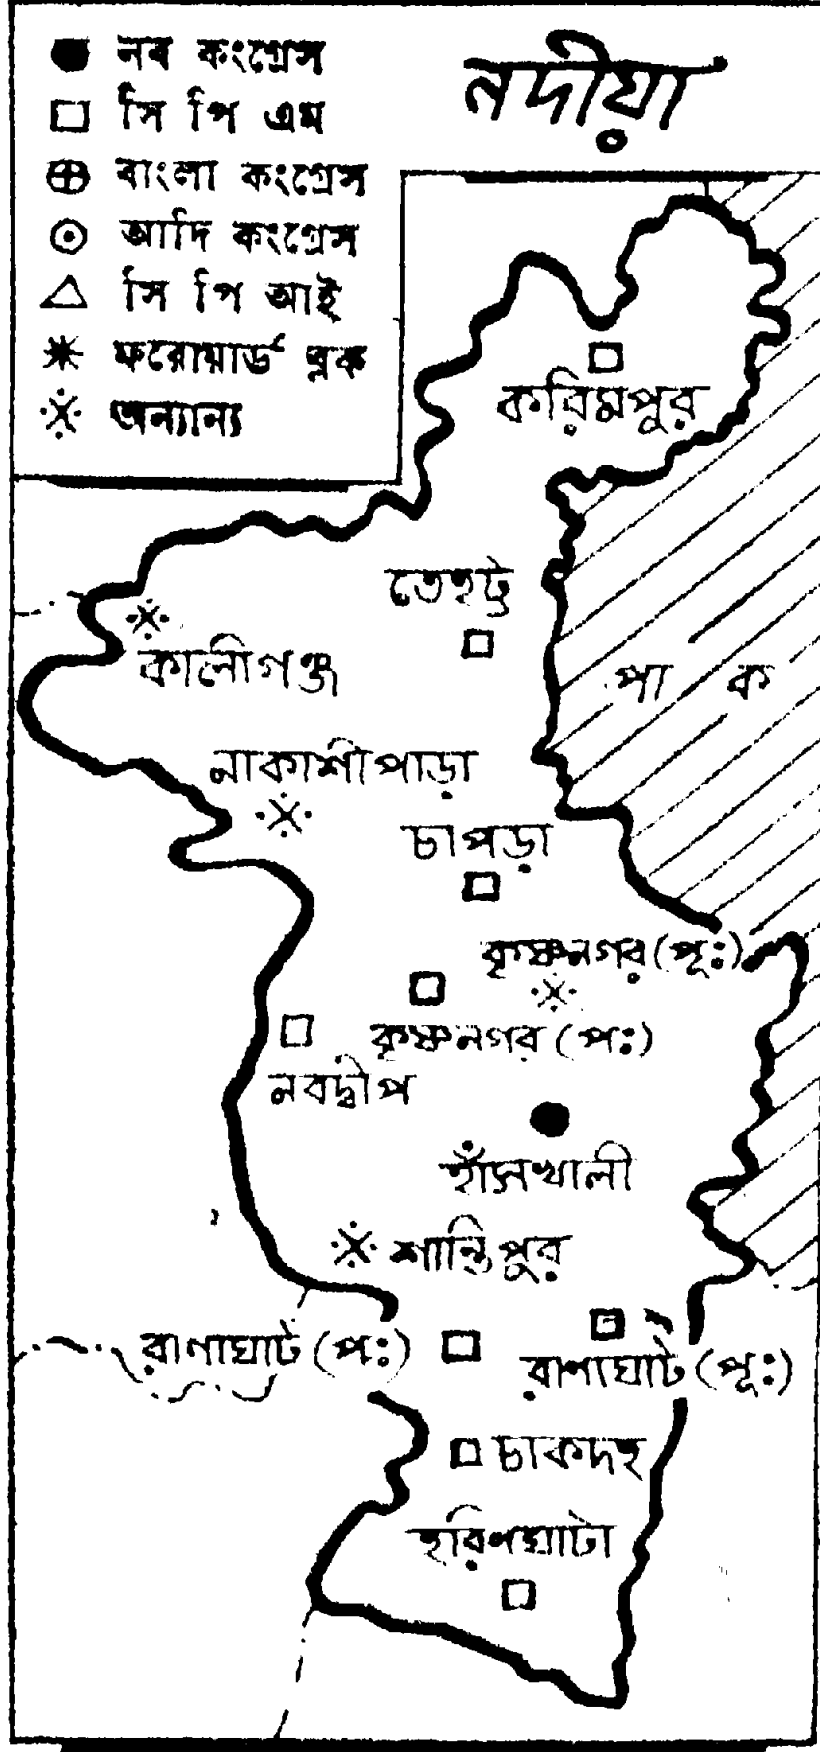 নব কংগ্রেস
সি পি এম
বাংলা কংগ্রেস
আদি কংগ্রেস
সি পি আই
ফরোয়ার্ড ব্লক
অন্যান্য
নদীয়া
করিমপুর
তেহট্ট
কালীগঞ্জ
পাক
নাকাশীপাড়া
চাপড়া
কৃষ্ণনগর (পূঃ)
কৃষ্ণনগর (পঃ)
নবদ্বীপ
হাঁসখালী
শান্তিপুর
রাণাঘাট (পঃ)
রাণাঘাট (পূঃ)
চাকদহ
হরিণঘাটা